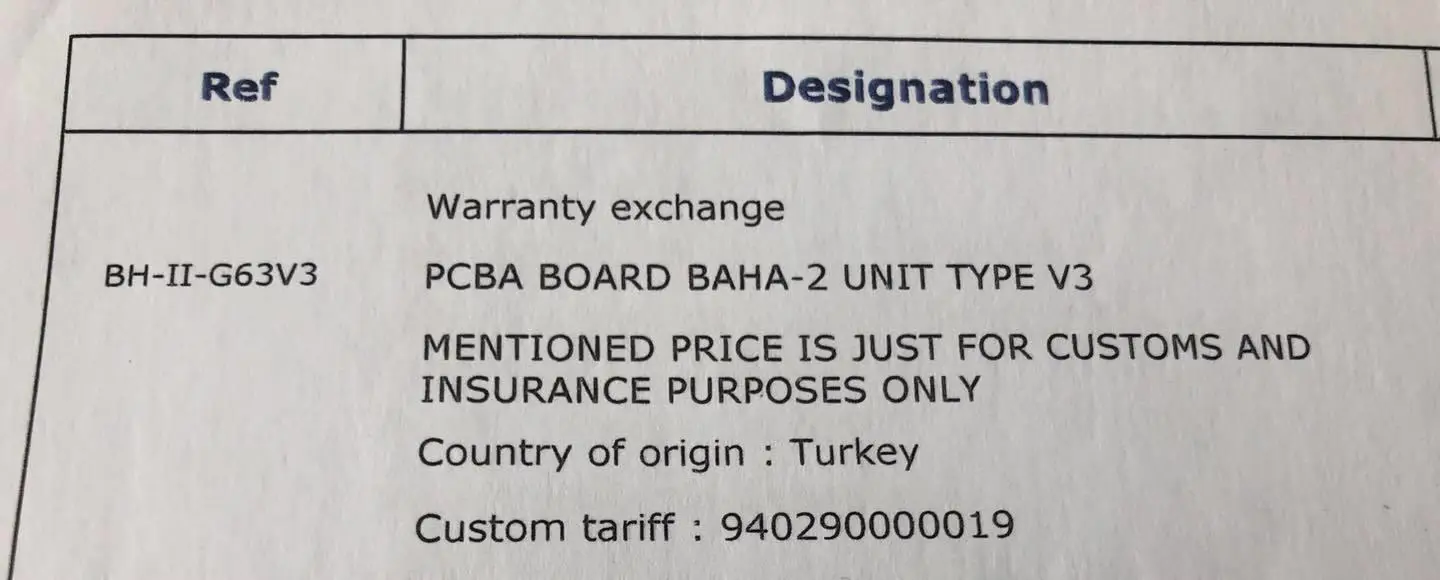 Ref Designation
Warranty exchange
BH-II-G63V3 PCBA BOARD BAHA-2 UNIT TYPE V3
MENTIONED PRICE IS JUST FOR CUSTOMS AND
INSURANCE PURPOSES ONLY
Country of origin : Turkey
Custom tariff : 940290000019